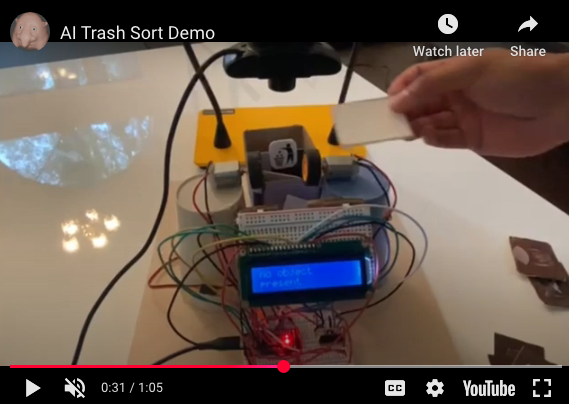 AI Trash Sort Demo
Watch later
Share
No object
present
0:31 / 1:05
CC
YouTube